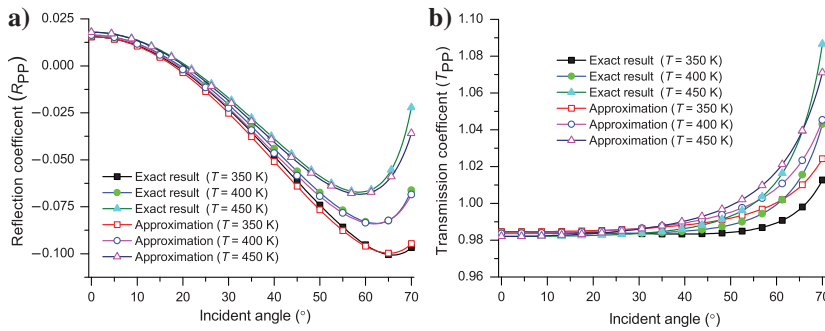 a)
0.025
0.000
−0.025
−0.050
−0.075
−0.100
Reflection coefficient (RPP)
Exact result (T = 350 K)
Exact result (T = 400 K)
Exact result (T = 450 K)
Approximation (T = 350 K)
Approximation (T = 400 K)
Approximation (T = 450 K)
0 10 20 30 40 50 60 70
Incident angle (°)
b)
1.10
1.08
1.06
1.04
1.02
1.00
0.98
0.96
Transmission coefficent (TPP)
Exact result (T = 350 K)
Exact result (T = 400 K)
Exact result (T = 450 K)
Approximation (T = 350 K)
Approximation (T = 400 K)
Approximation (T = 450 K)
0 10 20 30 40 50 60 70
Incident angle (°)